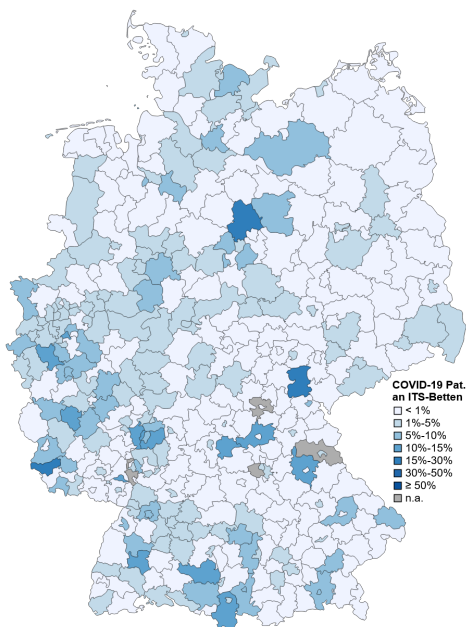 COVID-19 Pat.
an ITS-Betten
< 1%
1%-5%
5%-10%
10%-15%
15%-30%
30%-50%
≥ 50%
n.a.